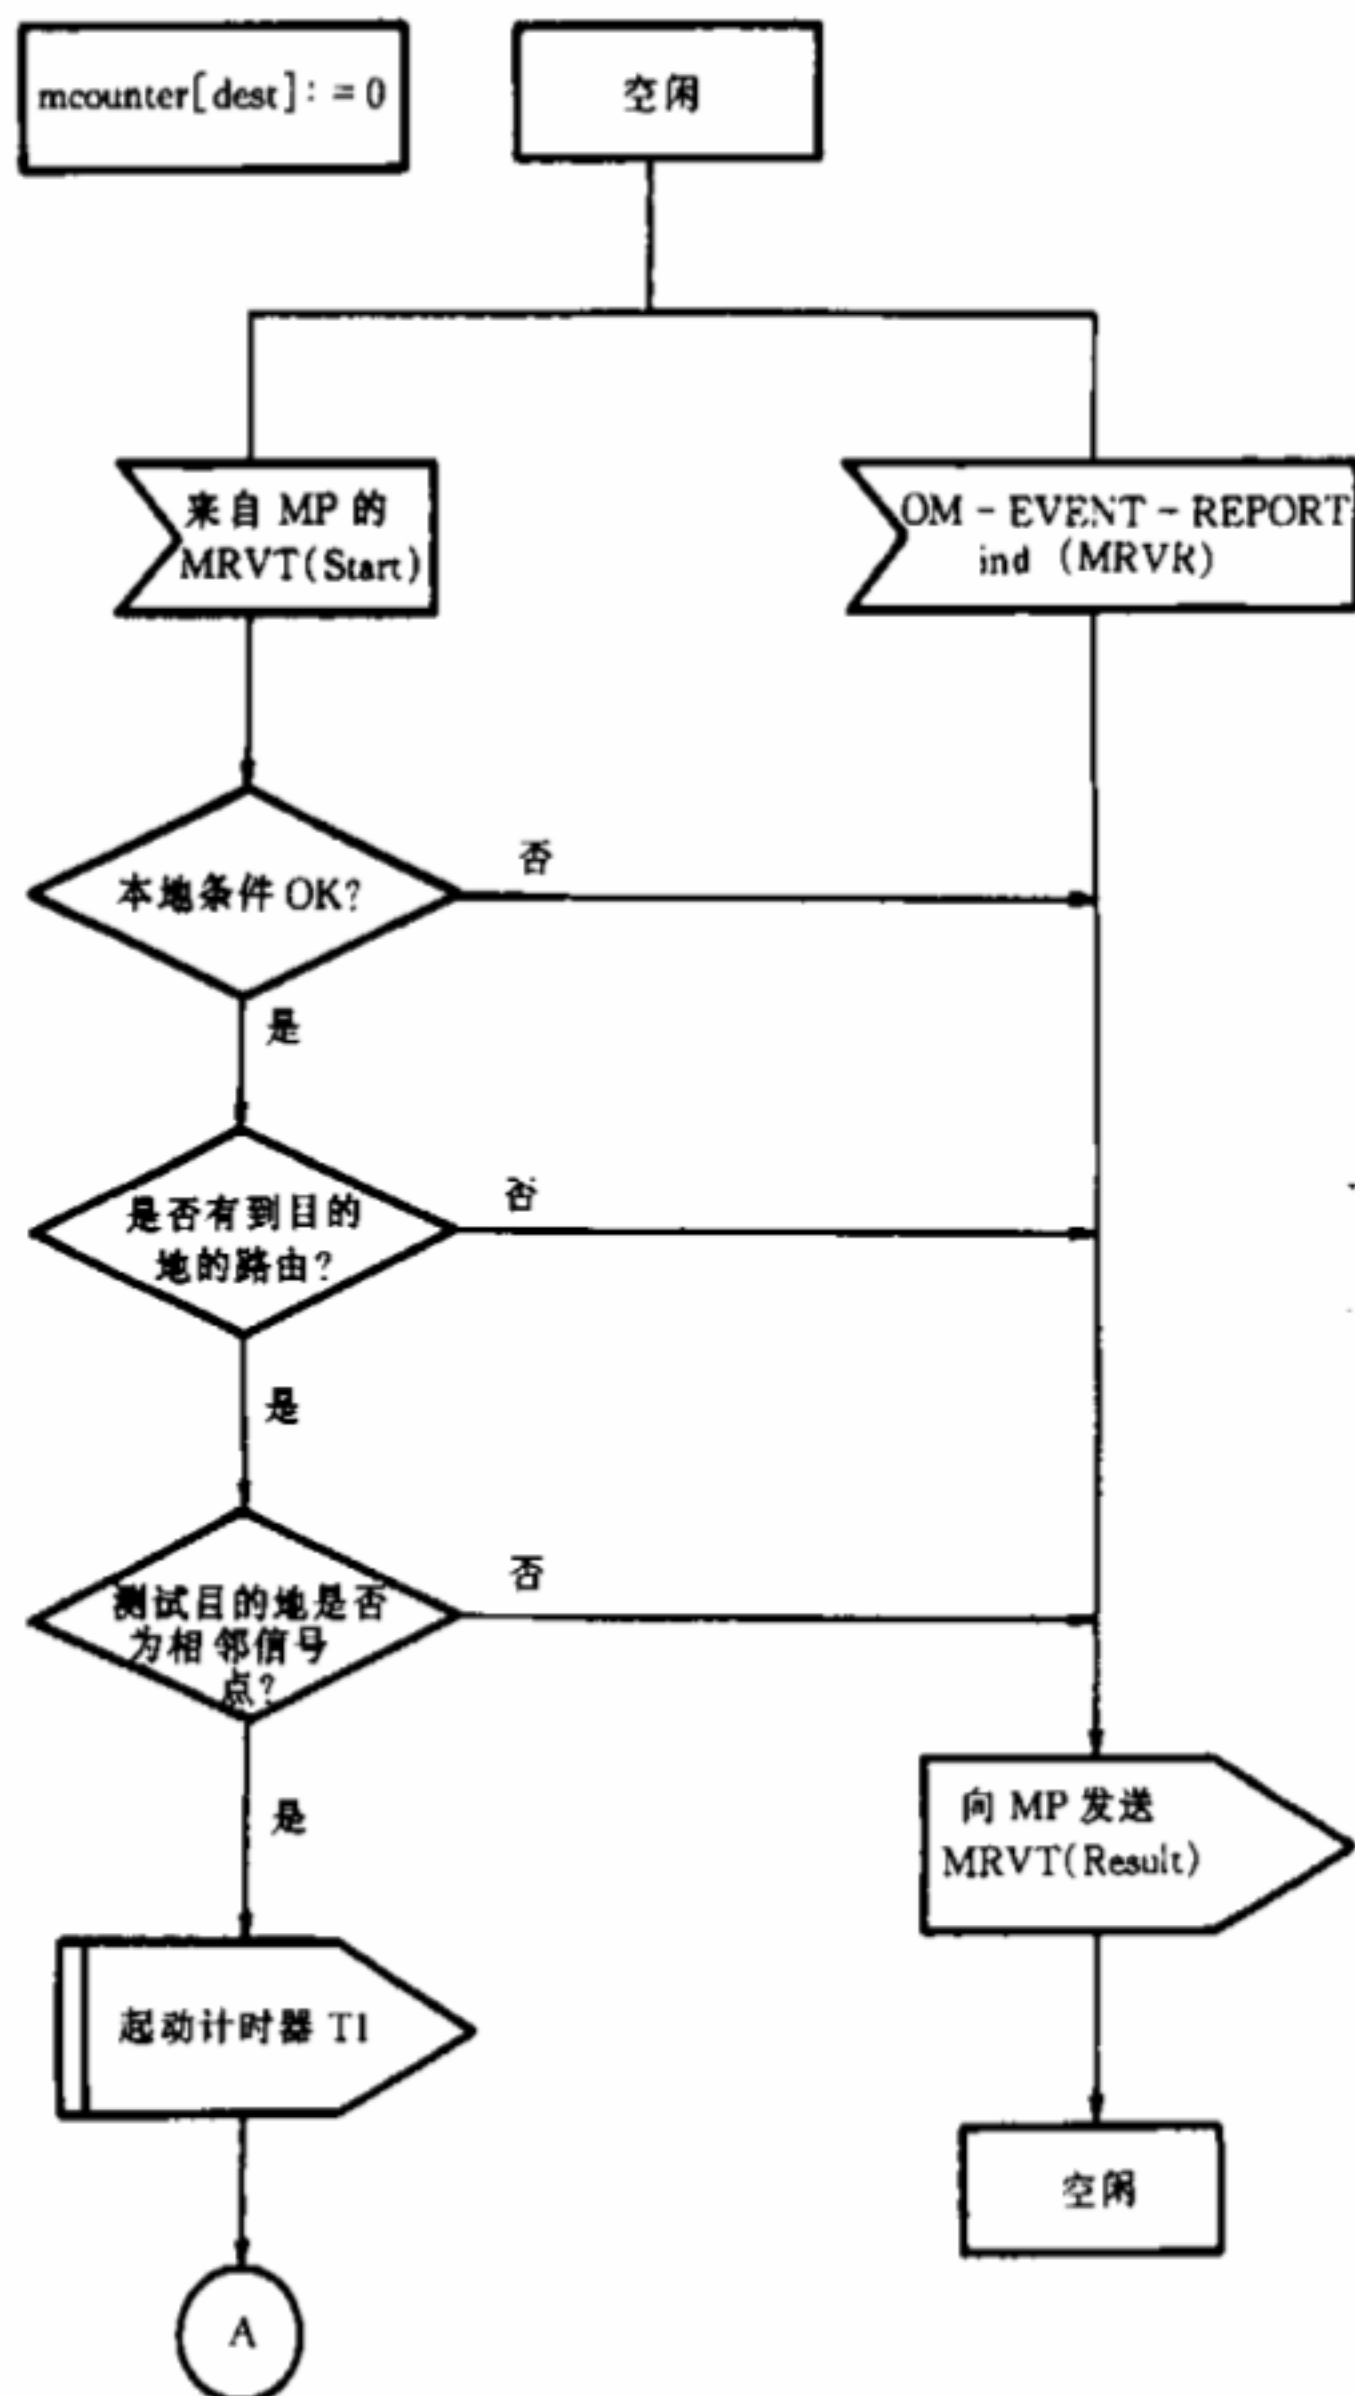 mcounter[dest]: = 0
空闲
来自 MP 的
MRVT(Start)
OM - EVENT - REPORT
ind (MRVR)
本地条件 OK?
否
是
是否有到目的
地的路由?
否
是
测试目的地是否
为相邻信号
点?
否
是
向 MP 发送
MRVT(Result)
起动计时器 T1
空闲
A